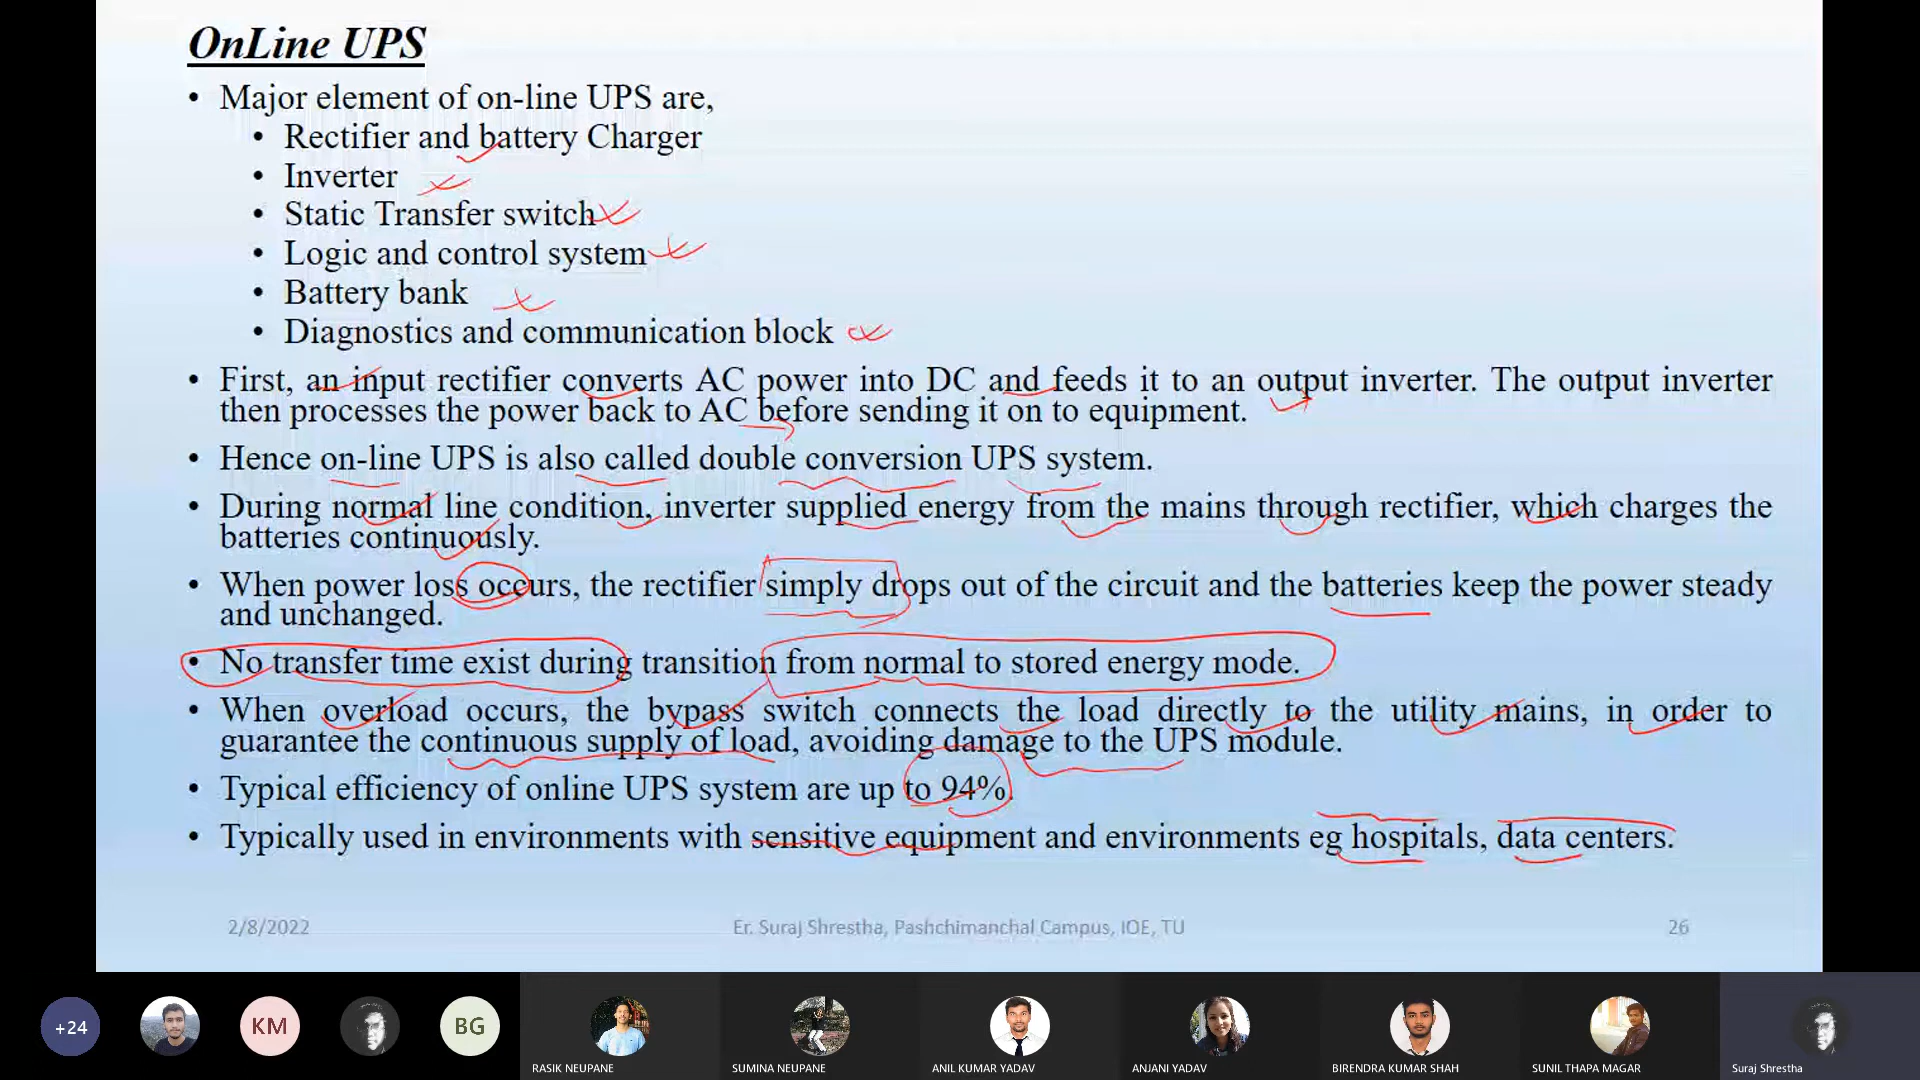 OnLine UPS
• Major element of on-line UPS are,
• Rectifier and battery Charger
• Inverter
• Static Transfer switch
• Logic and control system
• Battery bank
• Diagnostics and communication block
• First, an input rectifier converts AC power into DC and feeds it to an output inverter. The output inverter
then processes the power back to AC before sending it on to equipment.
• Hence on-line UPS is also called double conversion UPS system.
• During normal line condition, inverter supplied energy from the mains through rectifier, which charges the
batteries continuously.
• When power loss occurs, the rectifier simply drops out of the circuit and the batteries keep the power steady
and unchanged.
• No transfer time exist during transition from normal to stored energy mode.
• When overload occurs, the bypass switch connects the load directly to the utility mains, in order to
guarantee the continuous supply of load, avoiding damage to the UPS module.
• Typical efficiency of online UPS system are up to 94%.
• Typically used in environments with sensitive equipment and environments eg hospitals, data centers.
2/8/2022 Er. Suraj Shrestha, Pashchimanchal Campus, IOE, TU 26
+24 KM BG
RASIK NEUPANE SUMINA NEUPANE ANIL KUMAR YADAV ANJANI YADAV BIRENDRA KUMAR SHAH SUNIL THAPA MAGAR Suraj Shrestha